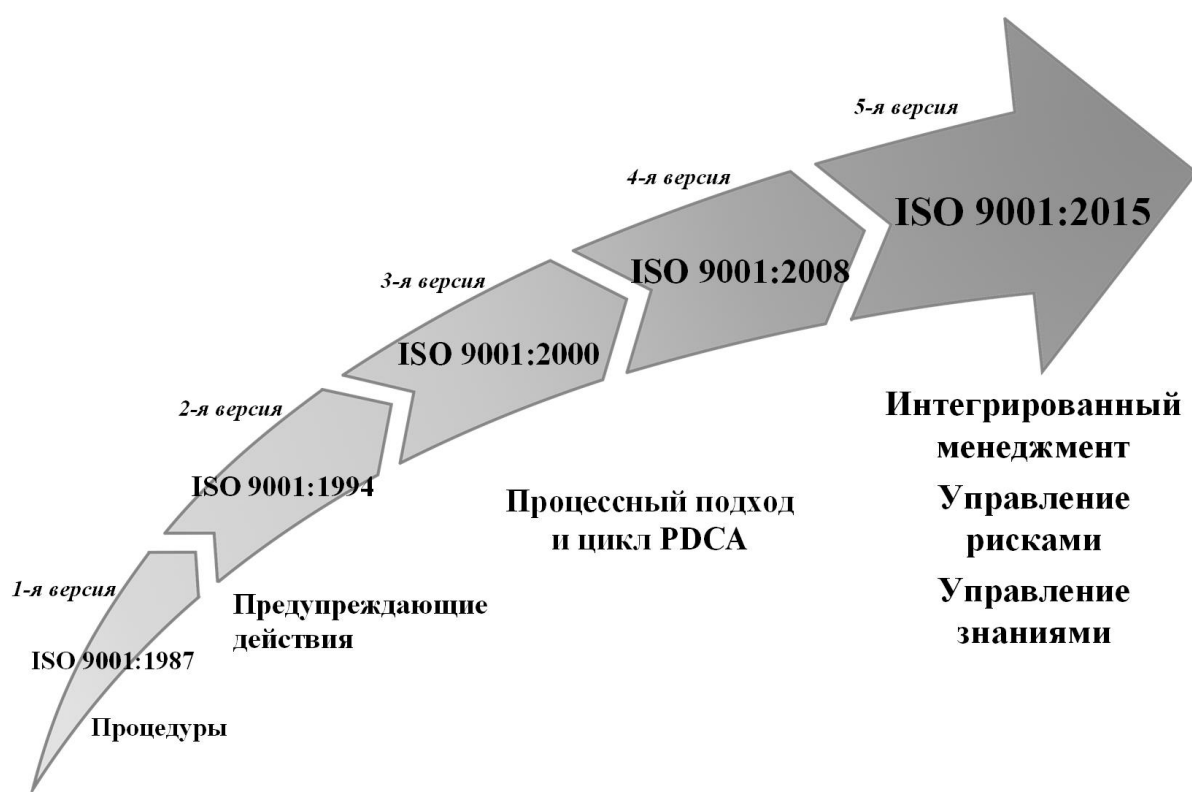 1-я версия
ISO 9001:1987
Процедуры
2-я версия
ISO 9001:1994
Предупреждающие
действия
3-я версия
ISO 9001:2000
4-я версия
ISO 9001:2008
Процессный подход
и цикл PDCA
5-я версия
ISO 9001:2015
Интегрированный
менеджмент
Управление
рисками
Управление
знаниями